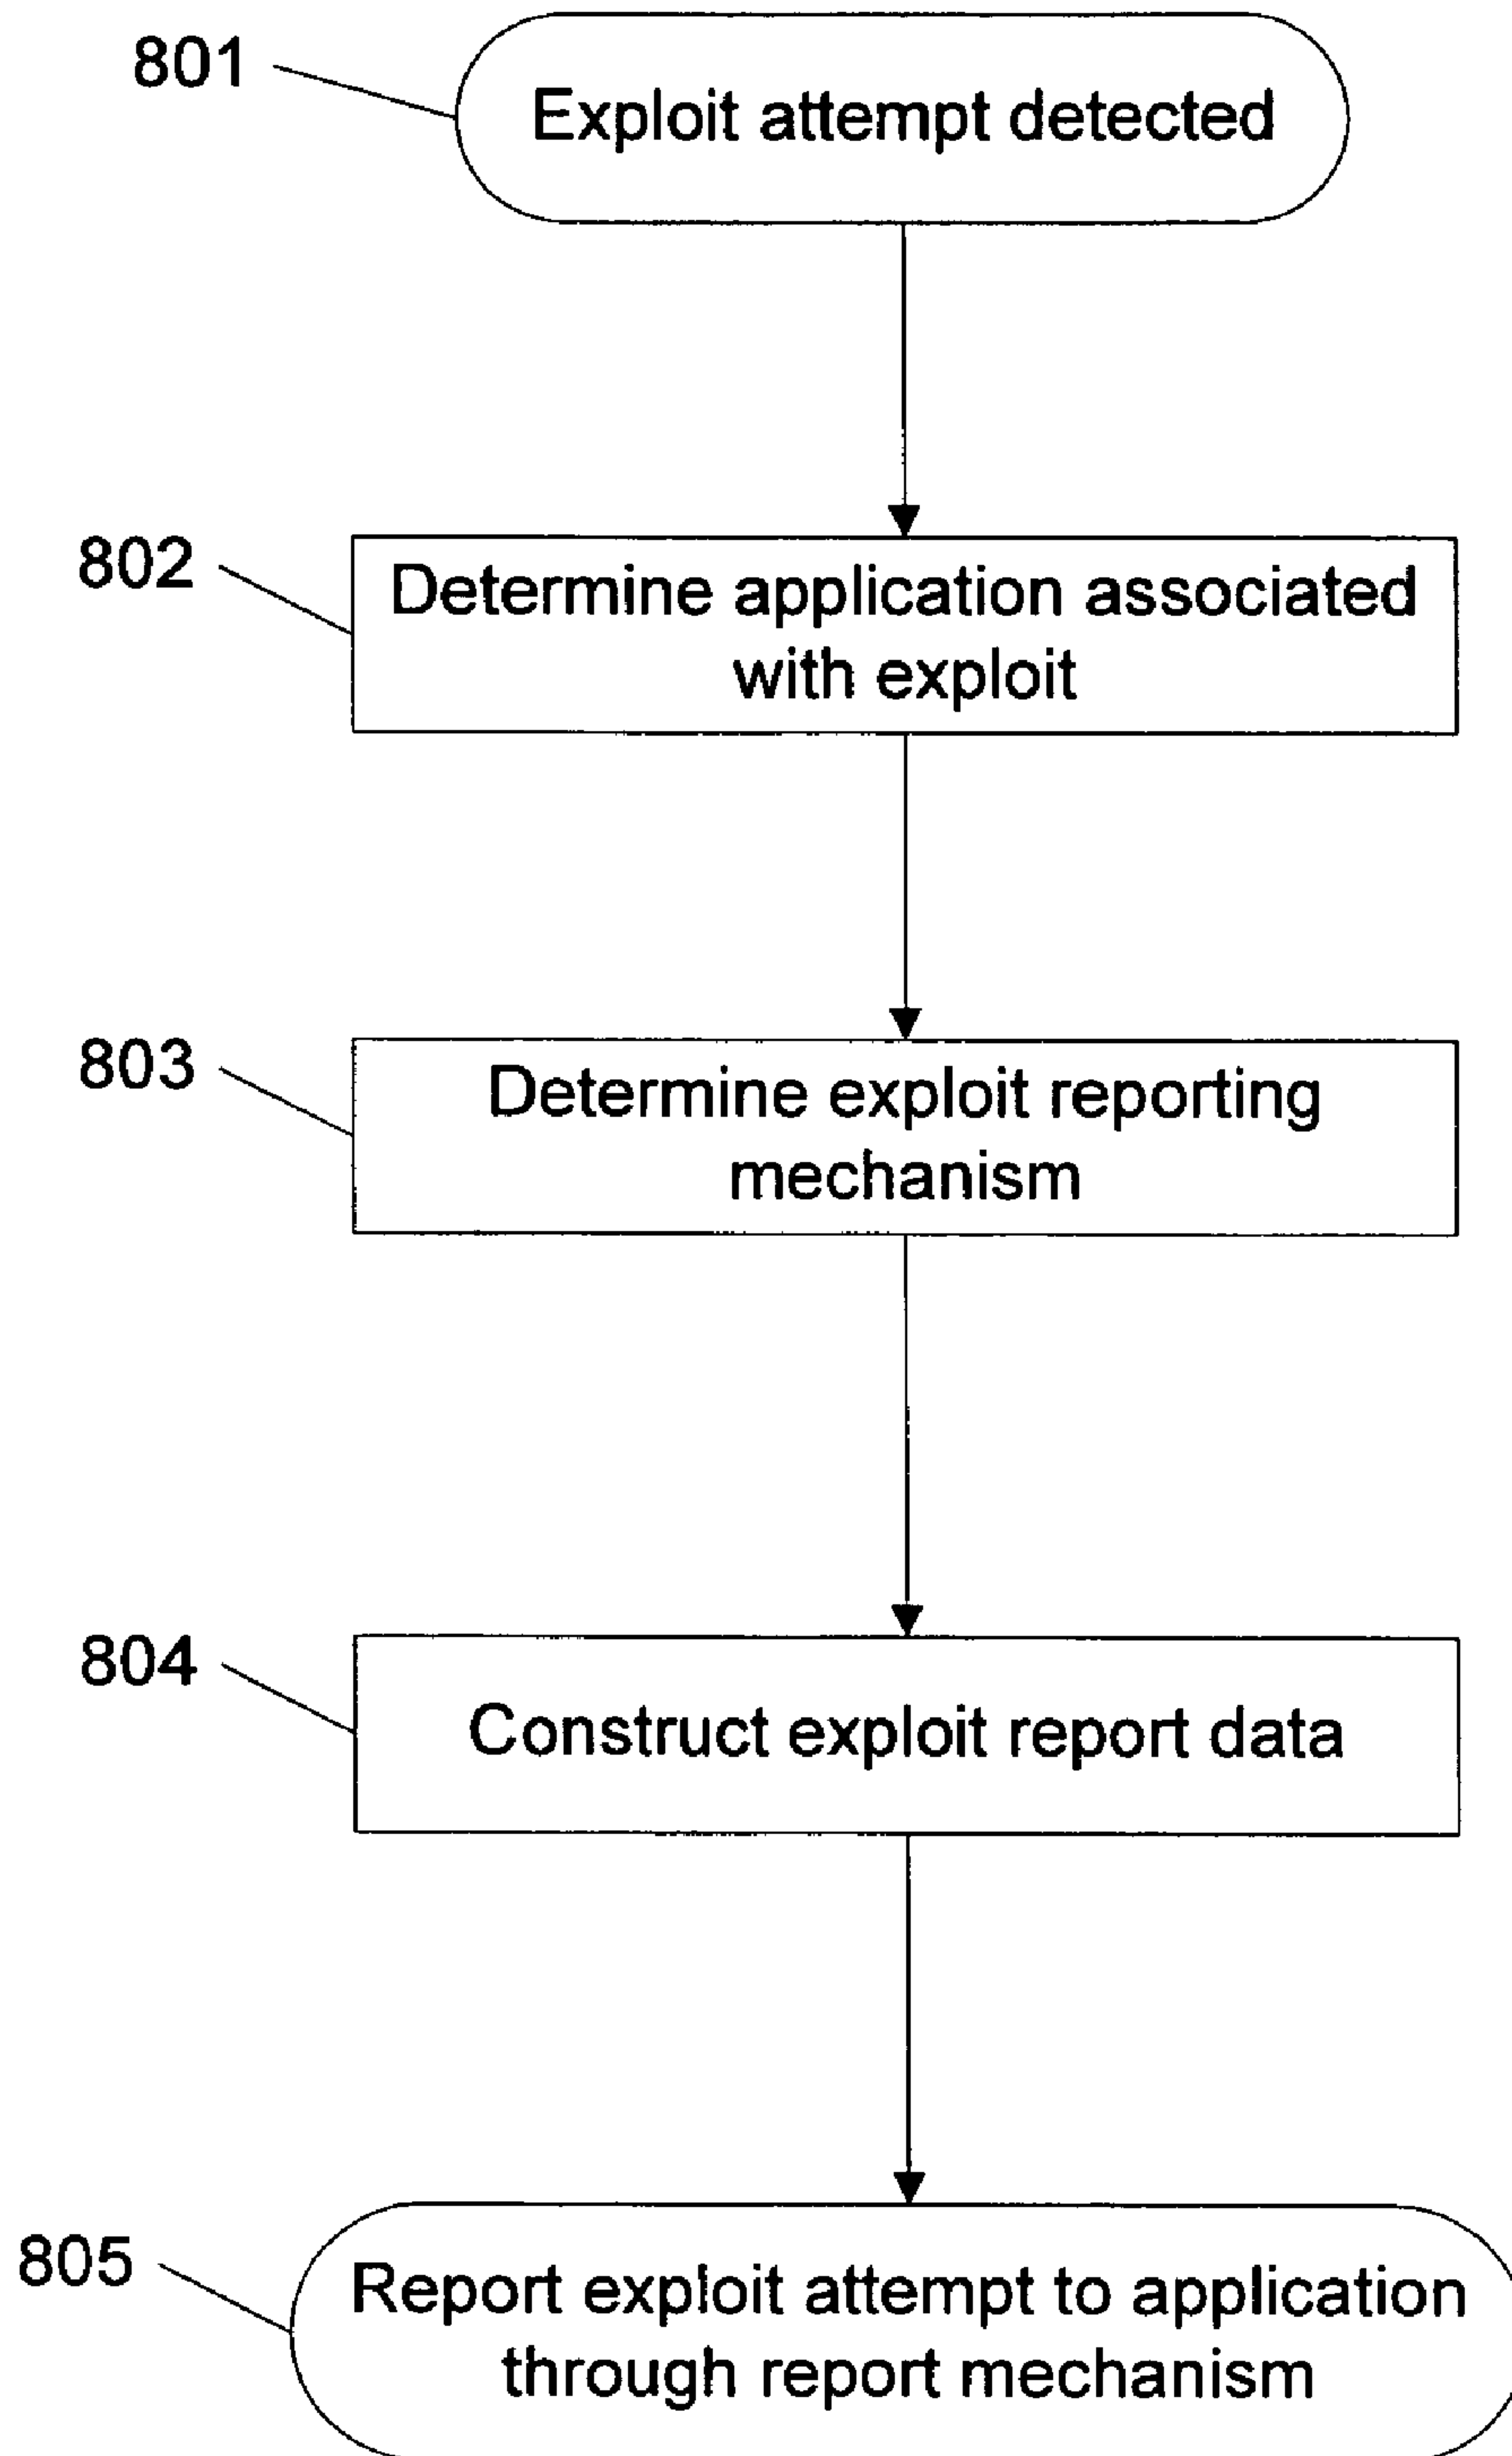 801
Exploit attempt detected
802
Determine application associated
with exploit
803
Determine exploit reporting
mechanism
804
Construct exploit report data
805
Report exploit attempt to application
through report mechanism